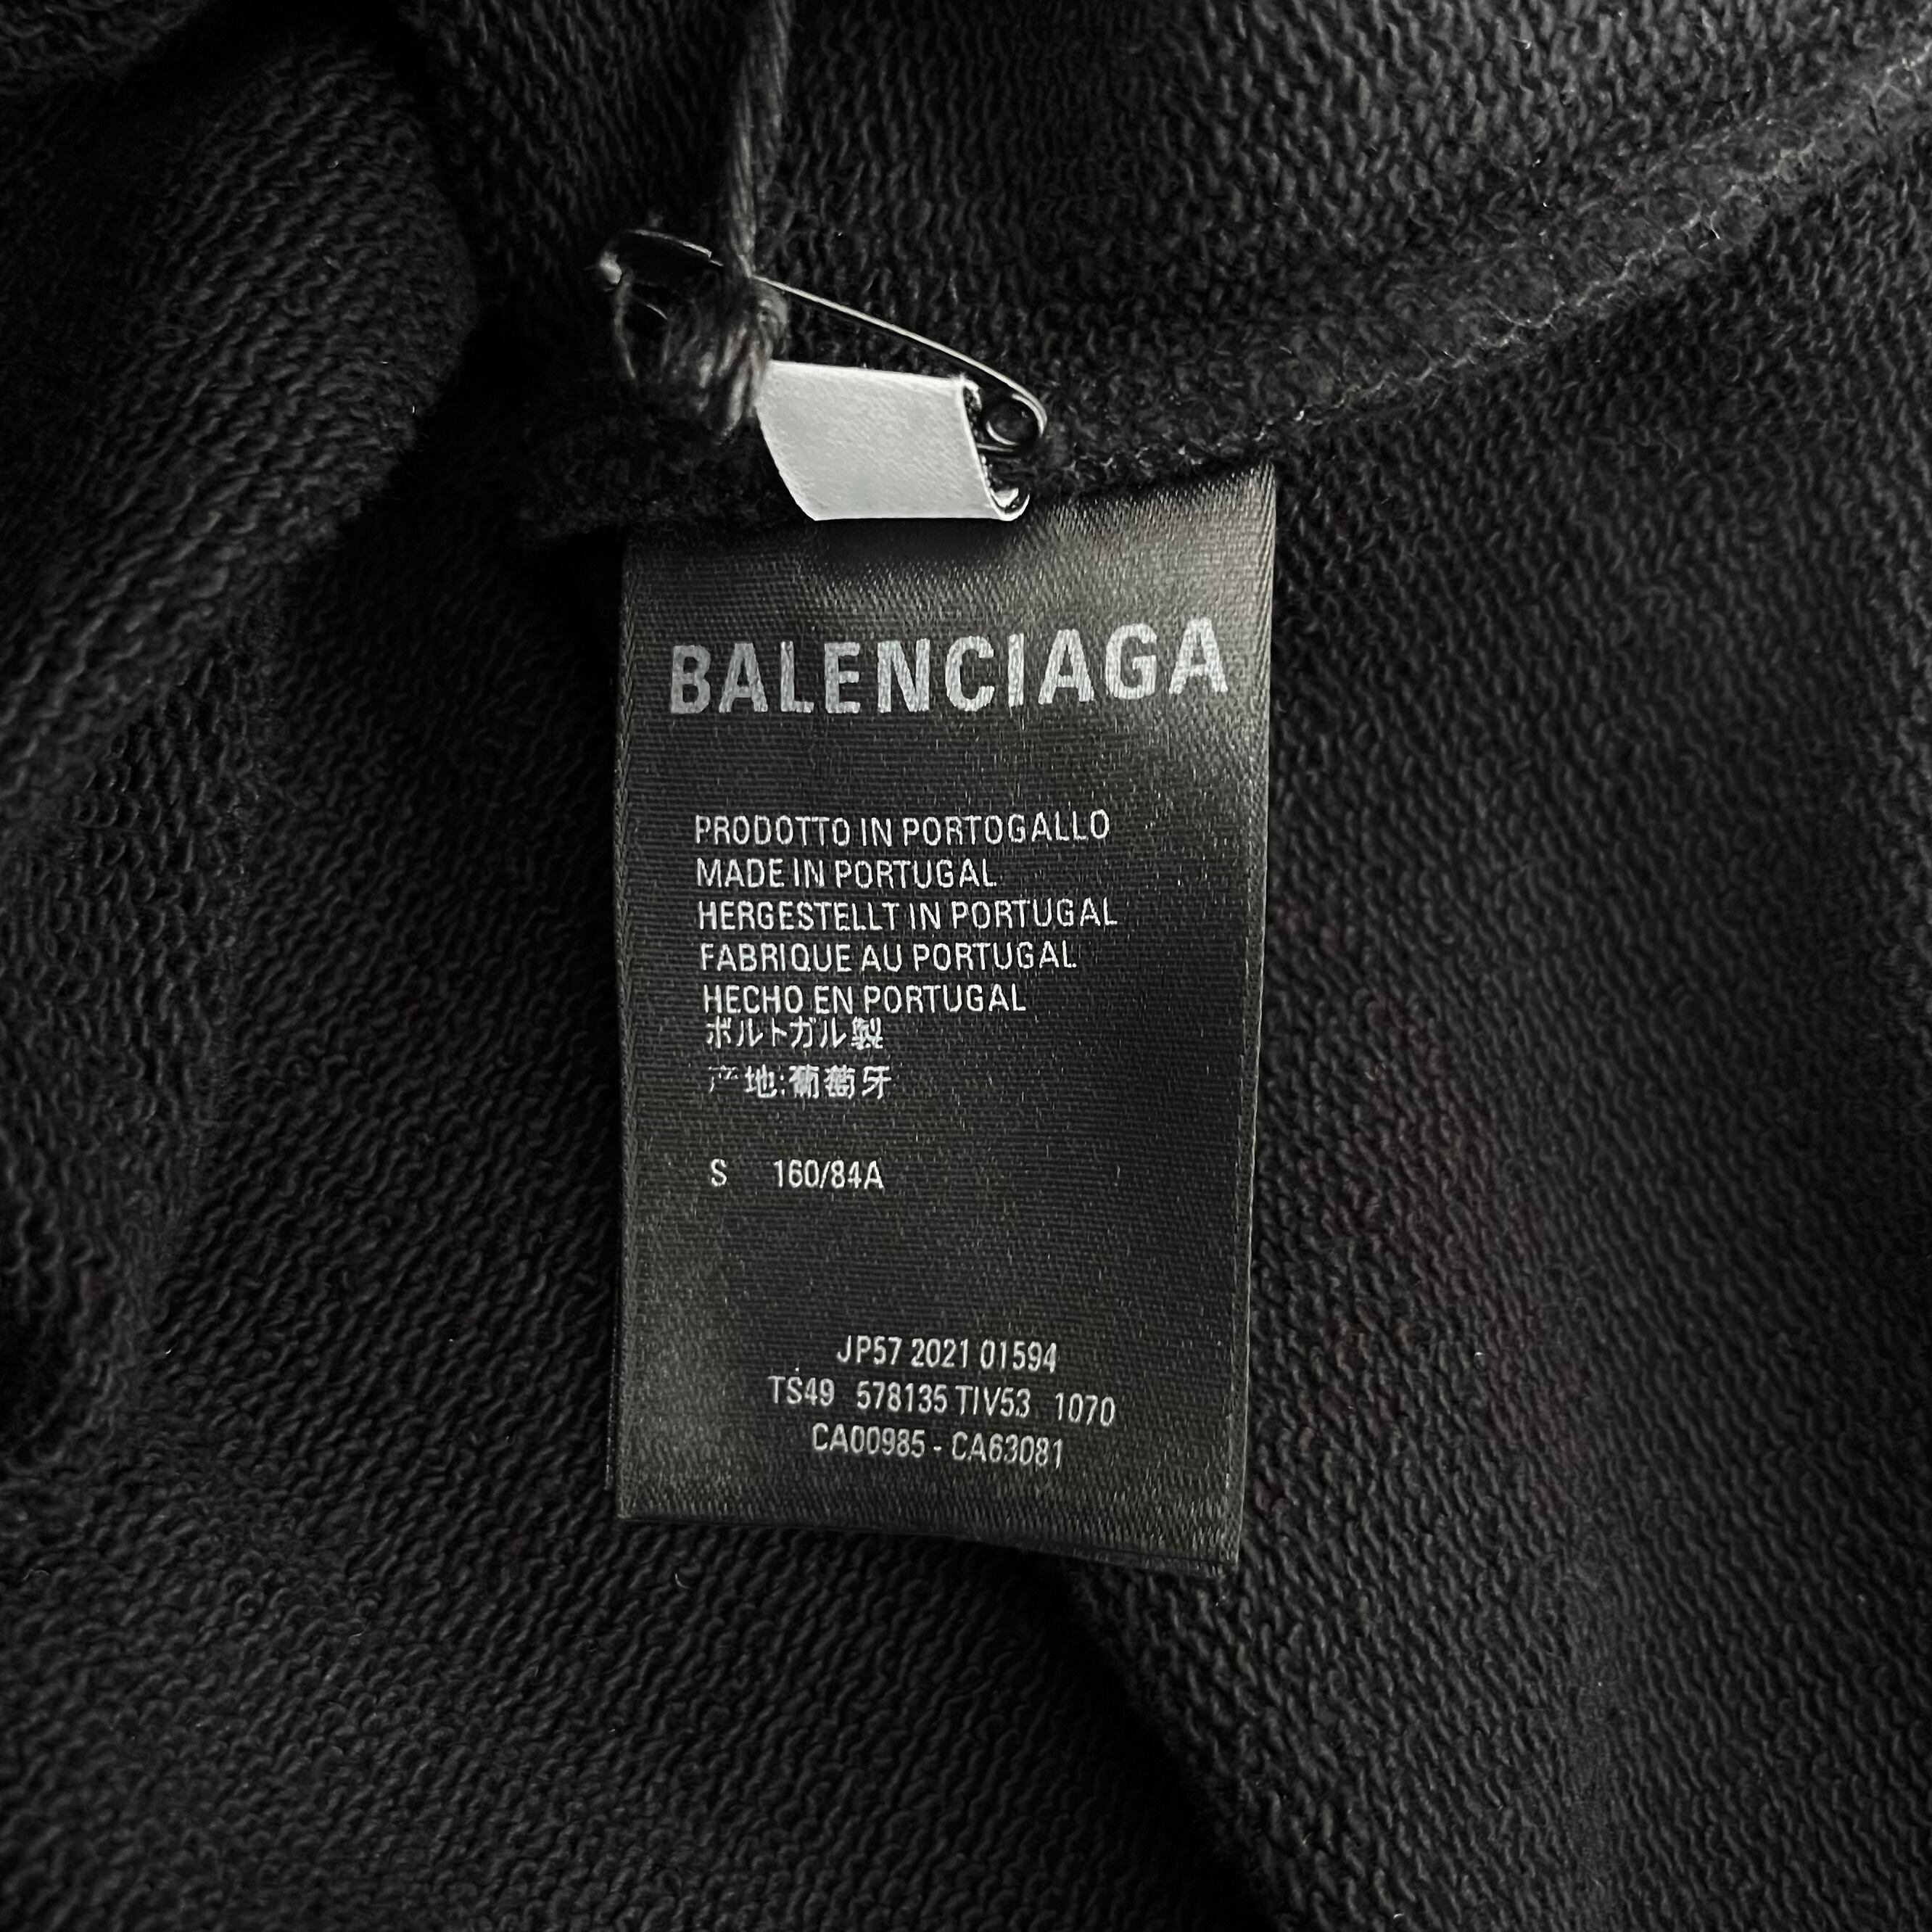 BALENCIAGA
PRODOTTO IN PORTOGALLO
MADE IN PORTUGAL
HERGESTELLT IN PORTUGAL
FABRIQUE AU PORTUGAL
HECHO EN PORTUGAL
ポルトガル製
产地:葡萄牙
S 160/84A
JP57 2021 01594
TS49 578135 TIV53 1070
CA00985 - CA63081